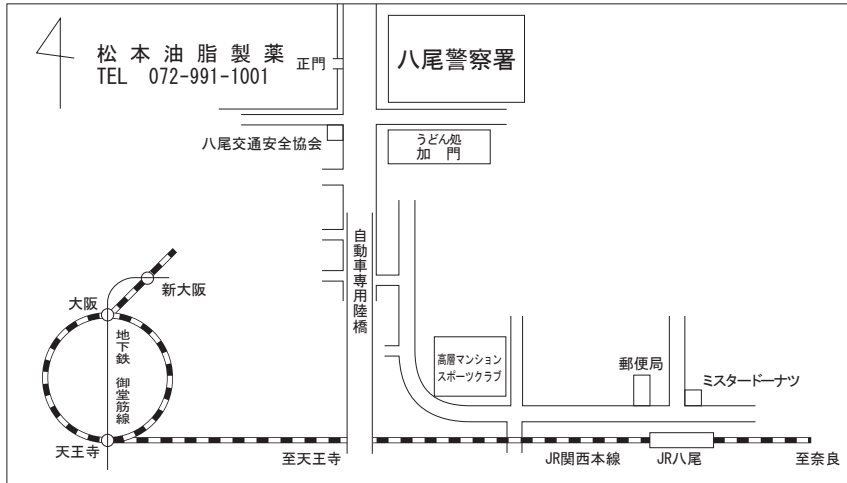 松本油脂製薬
TEL 072-991-1001
正門
八尾警察署
八尾交通安全協会
うどん処
加門
自動車専用陸橋
新大阪
大阪
地下鉄 御堂筋線
高層マンション
スポーツクラブ
郵便局
ミスタードーナツ
天王寺
至天王寺
JR関西本線
JR八尾
至奈良